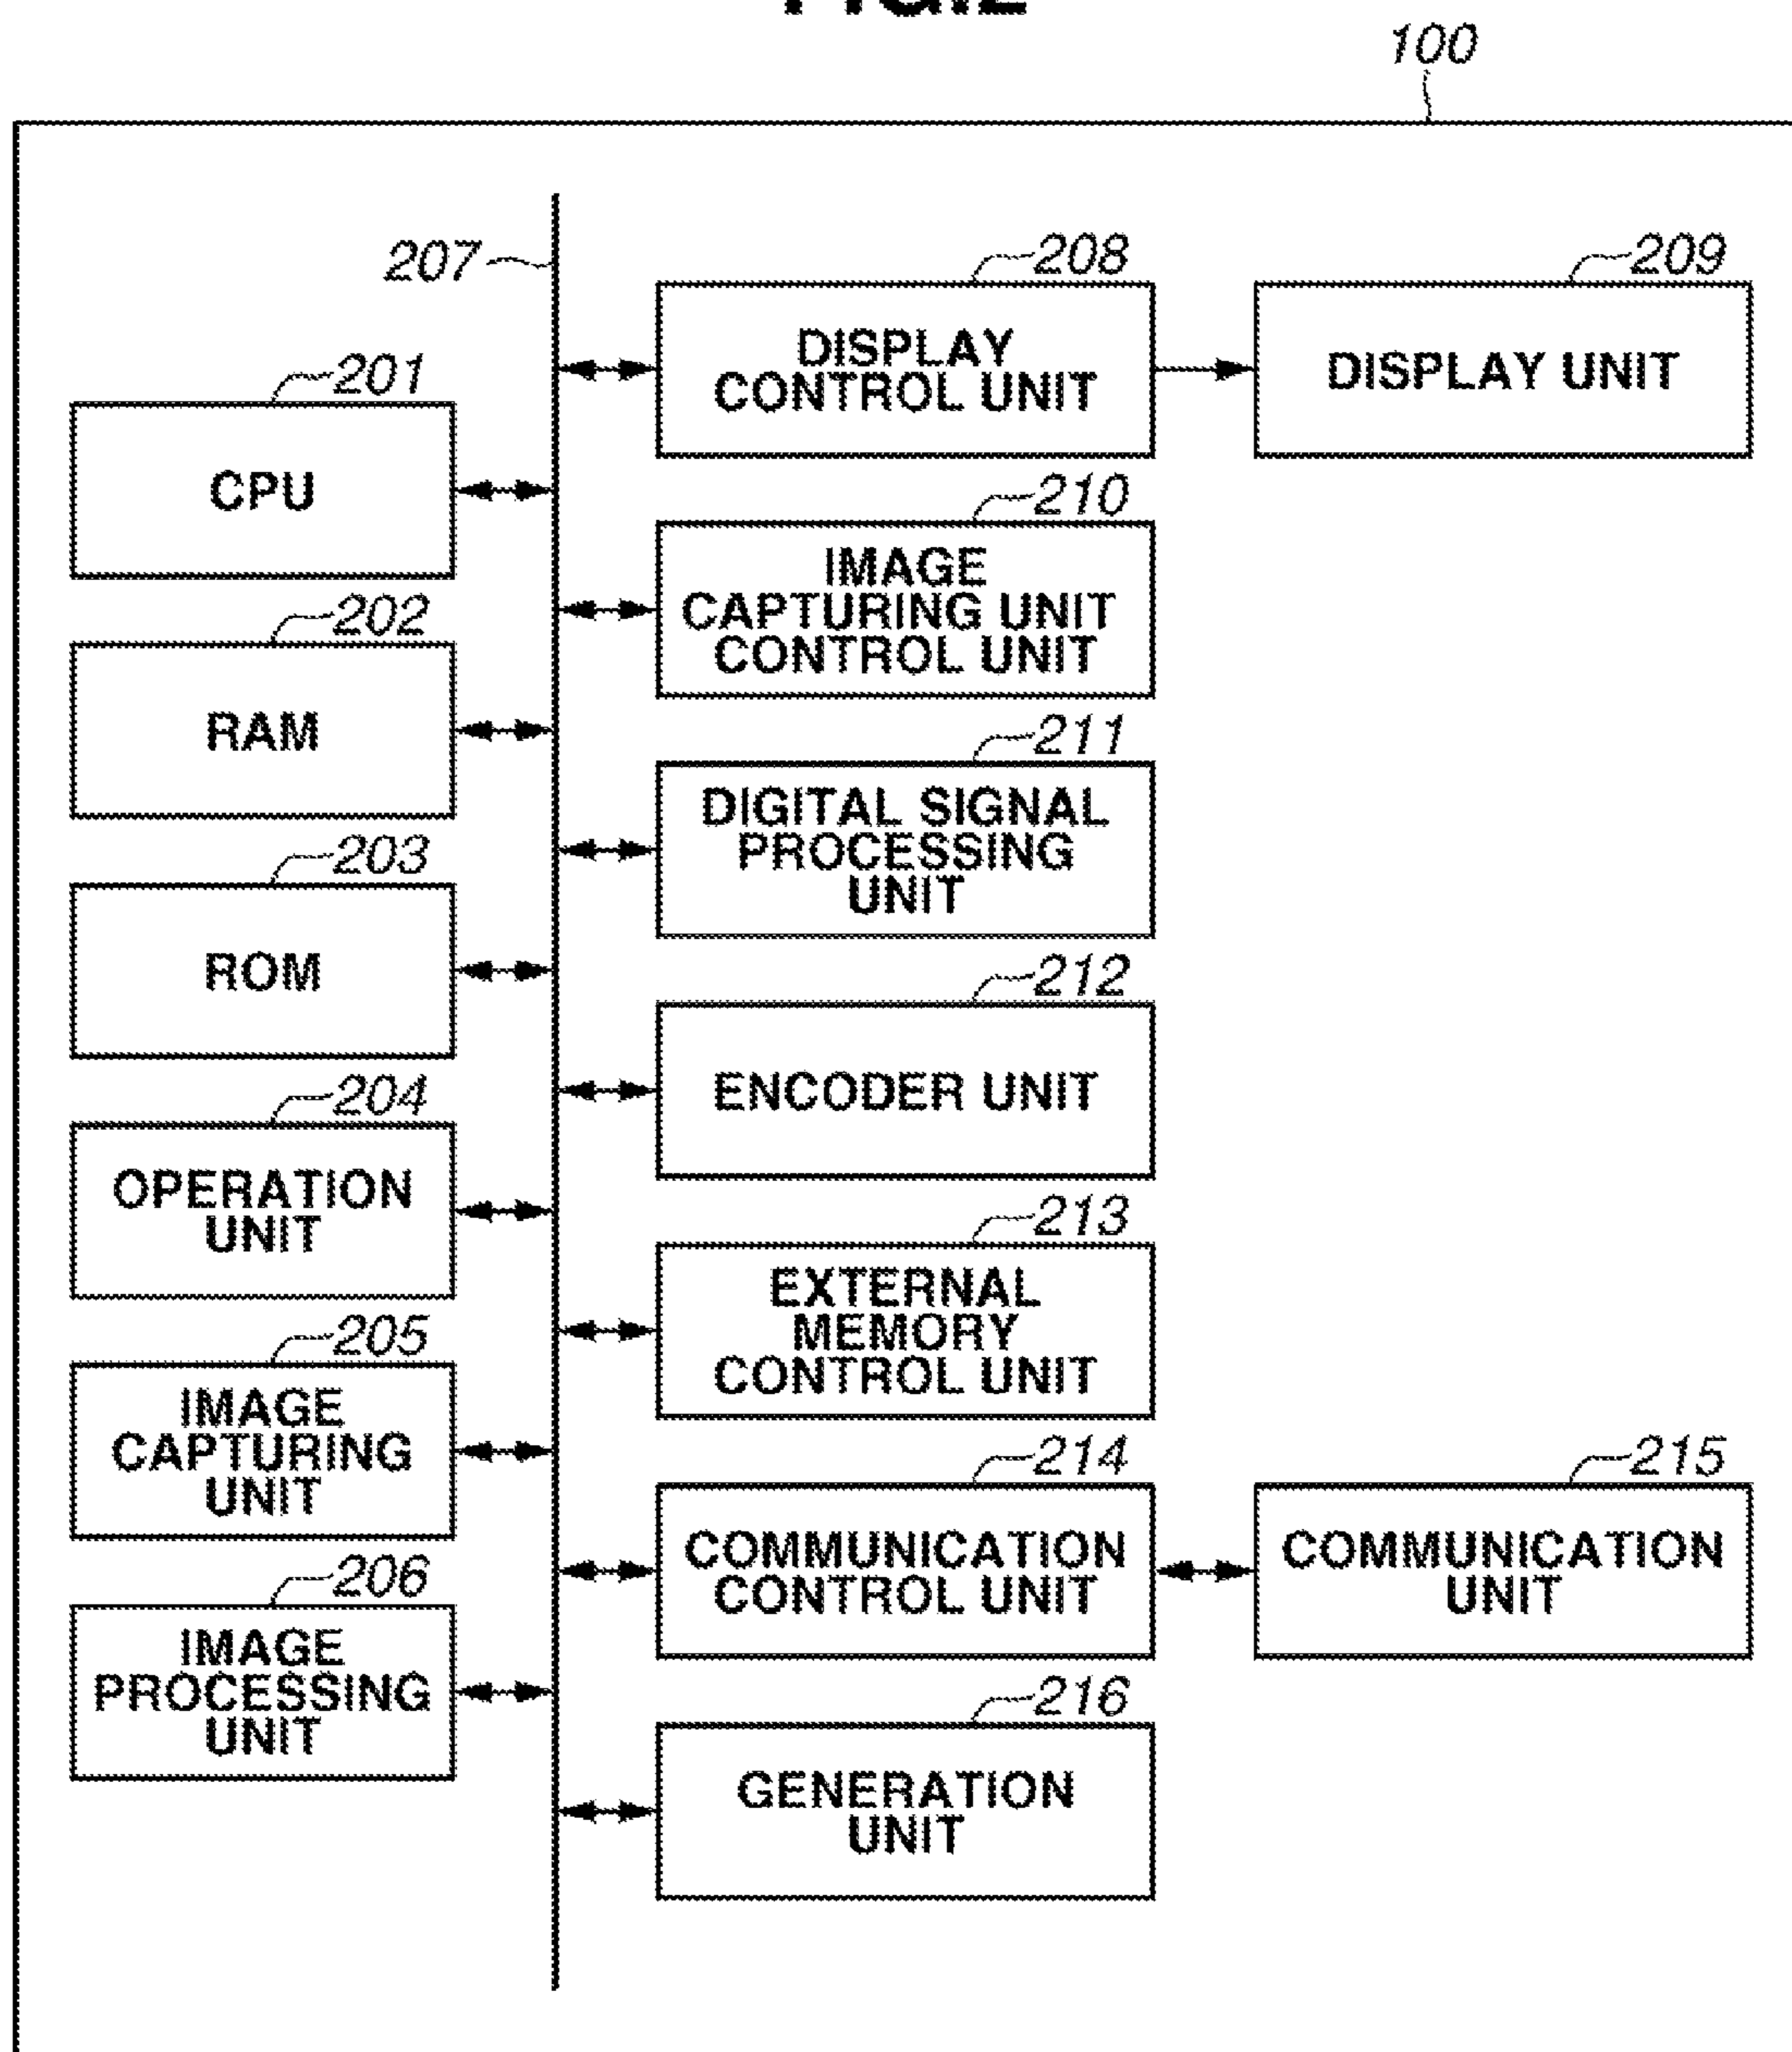 FIG.2
100
207
208
DISPLAY
CONTROL UNIT
209
DISPLAY UNIT
201
CPU
210
IMAGE
CAPTURING UNIT
CONTROL UNIT
202
RAM
211
DIGITAL SIGNAL
PROCESSING
UNIT
203
ROM
212
ENCODER UNIT
204
OPERATION
UNIT
213
EXTERNAL
MEMORY
CONTROL UNIT
205
IMAGE
CAPTURING
UNIT
214
COMMUNICATION
CONTROL UNIT
215
COMMUNICATION
UNIT
206
IMAGE
PROCESSING
UNIT
216
GENERATION
UNIT